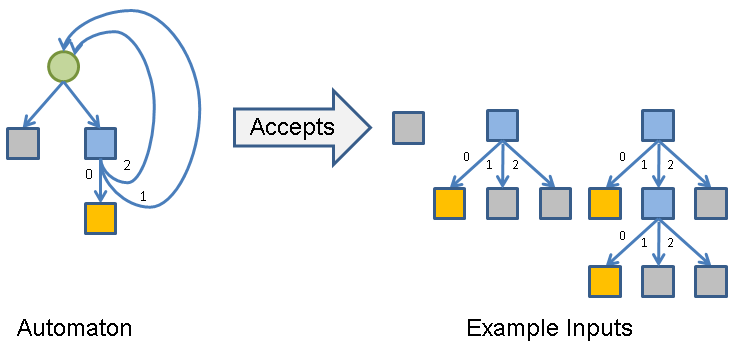 Accepts
0
2
1
0 1 2
0 1 2
0 1 2
Automaton
Example Inputs